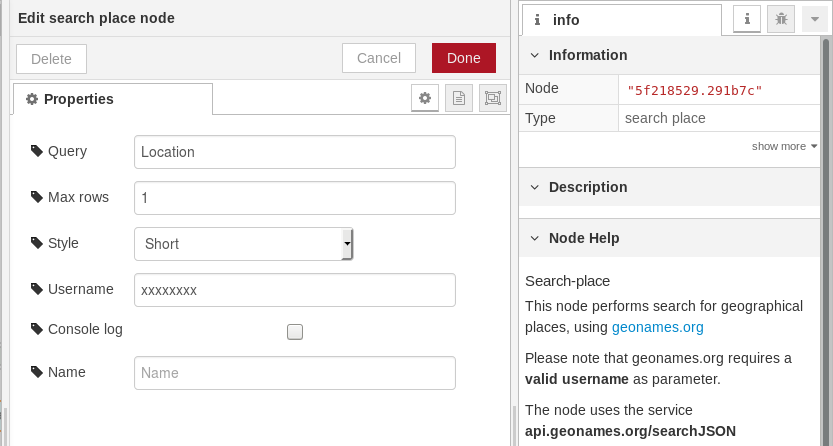 Edit search place node
Delete
Cancel
Done
Properties
Query
Location
Max rows
1
Style
Short
Username
xxxxxxxx
Console log
Name
Name
info
Information
Node
"5f218529.291b7c"
Type
search place
show more
Description
Node Help
Search-place
This node performs search for geographical
places, using geonames.org
Please note that geonames.org requires a
valid username as parameter.
The node uses the service
api.geonames.org/searchJSON